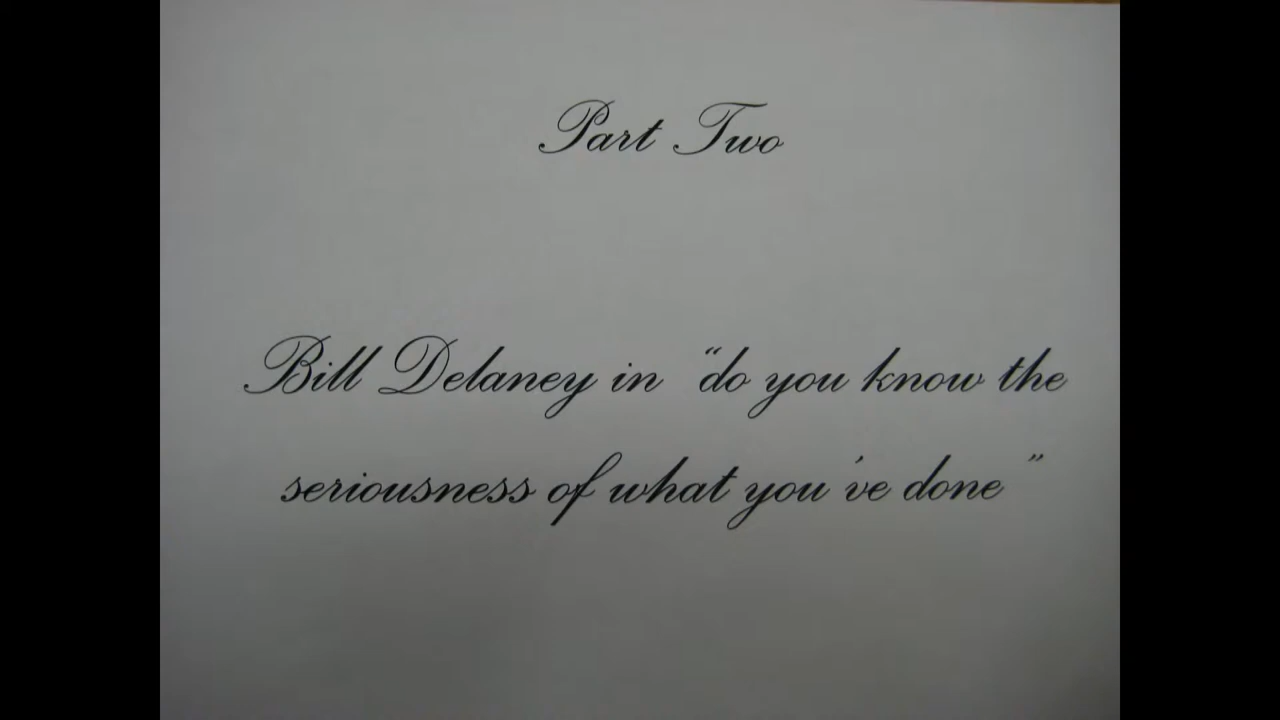 Part Two
Bill Delaney in “do you know the
seriousness of what you've done”